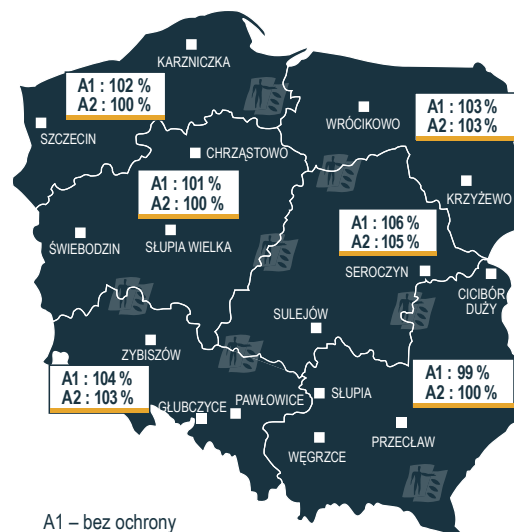 KARZNICZKA
A1 : 102 %
A2 : 100 %
SZCZECIN
WRÓCIKOWO
A1 : 103 %
A2 : 103 %
CHRZĄSTOWO
A1 : 101 %
A2 : 100 %
KRZYŻEWO
ŚWIEBODZIN
SŁUPIA WIELKA
A1 : 106 %
A2 : 105 %
SEROCZYN
CICIBÓR
DUŻY
SULEJÓW
ZYBISZÓW
A1 : 104 %
A2 : 103 %
GŁUBCZYCE
PAWŁOWICE
SŁUPIA
A1 : 99 %
A2 : 100 %
PRZECŁAW
WĘGRZCE
A1 – bez ochrony